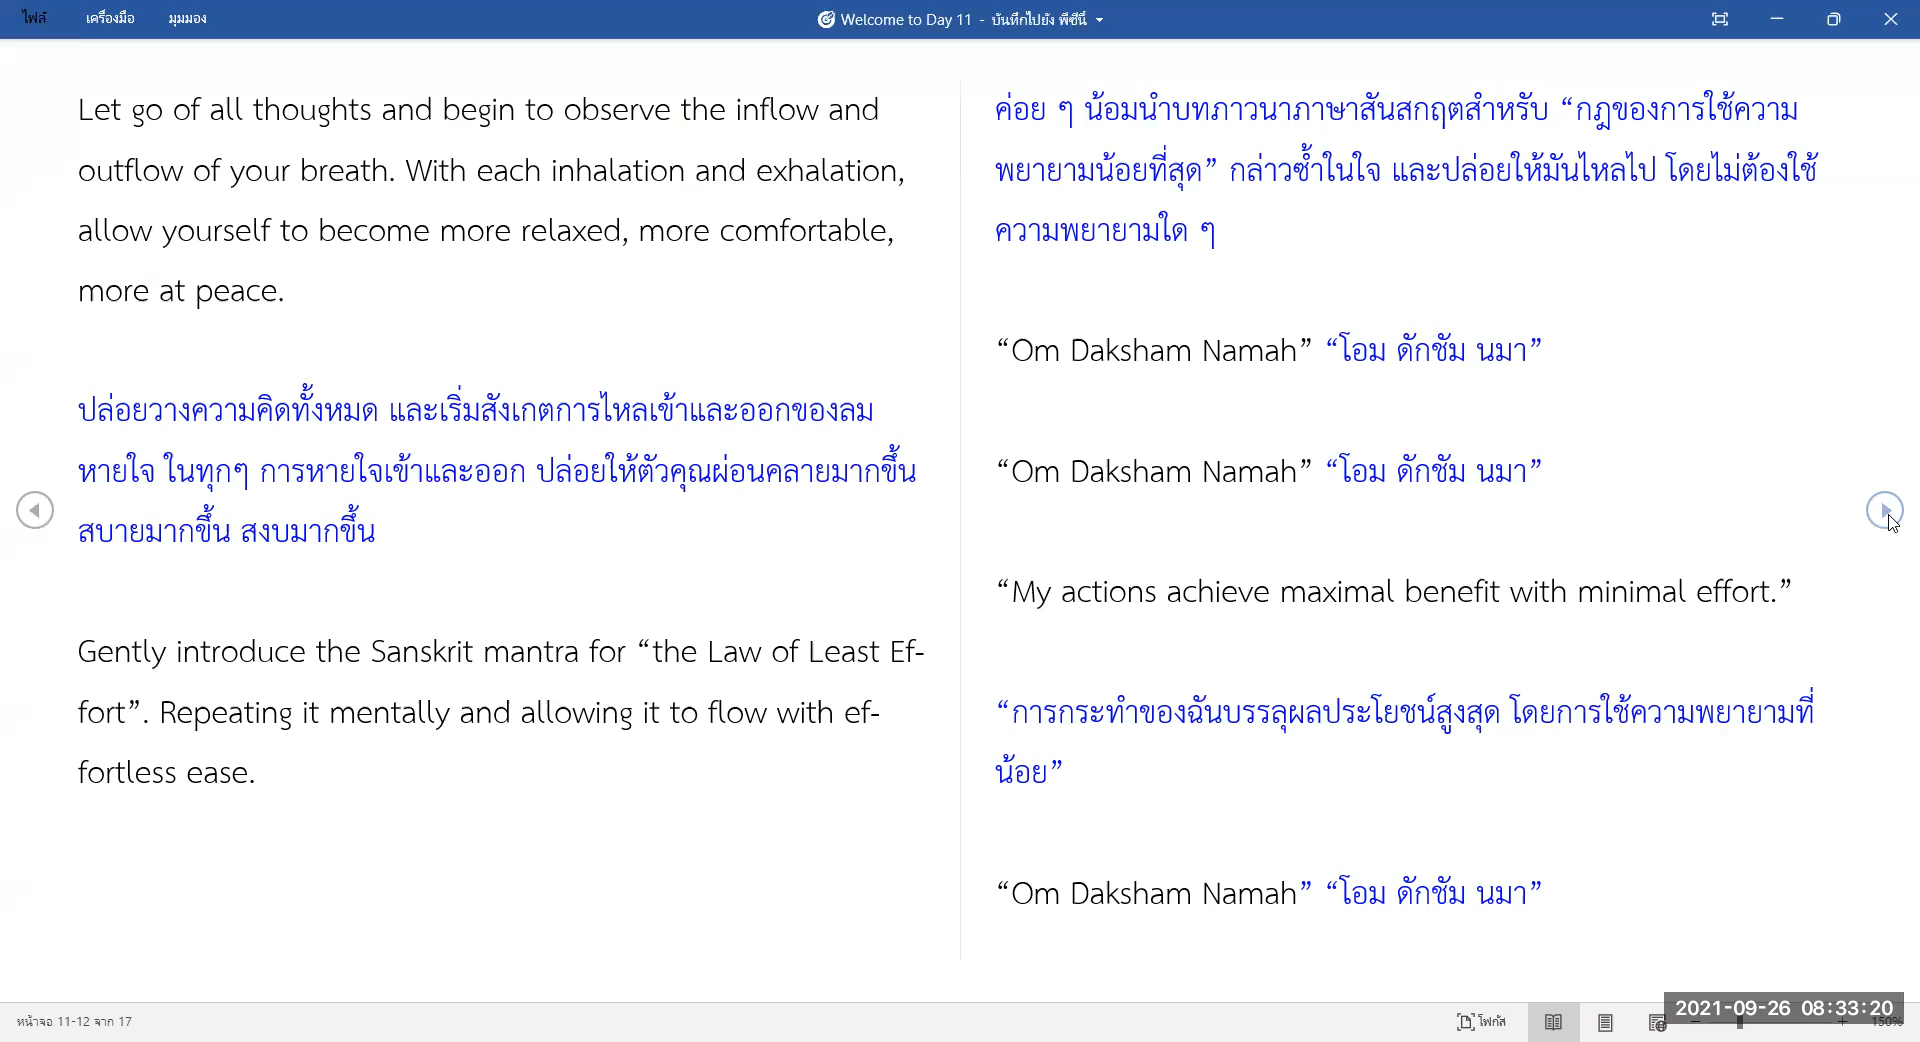 ไฟล์ เครื่องมือ มุมมอง
Welcome to Day 11 - บันทึกไปยัง พีซีนี้
Let go of all thoughts and begin to observe the inflow and
outflow of your breath. With each inhalation and exhalation,
allow yourself to become more relaxed, more comfortable,
more at peace.
ปล่อยวางความคิดทั้งหมด และเริ่มสังเกตการไหลเข้าและออกของลม
หายใจ ในทุกๆ การหายใจเข้าและออก ปล่อยให้ตัวคุณผ่อนคลายมากขึ้น
สบายมากขึ้น สงบมากขึ้น
Gently introduce the Sanskrit mantra for “the Law of Least Ef-
fort”. Repeating it mentally and allowing it to flow with ef-
fortless ease.
ค่อย ๆ น้อมนำบทภาวนาภาษาสันสกฤตสำหรับ “กฎของการใช้ความ
พยายามน้อยที่สุด” กล่าวซ้ำในใจ และปล่อยให้มันไหลไป โดยไม่ต้องใช้
ความพยายามใด ๆ
“Om Daksham Namah” “โอม ดักชัม นมา”
“Om Daksham Namah” “โอม ดักชัม นมา”
“My actions achieve maximal benefit with minimal effort.”
“การกระทำของฉันบรรลุผลประโยชน์สูงสุด โดยการใช้ความพยายามที่
น้อย”
“Om Daksham Namah” “โอม ดักชัม นมา”
หน้าจอ 11-12 จาก 17
โฟกัส
2021-09-26 08:33:20
150%